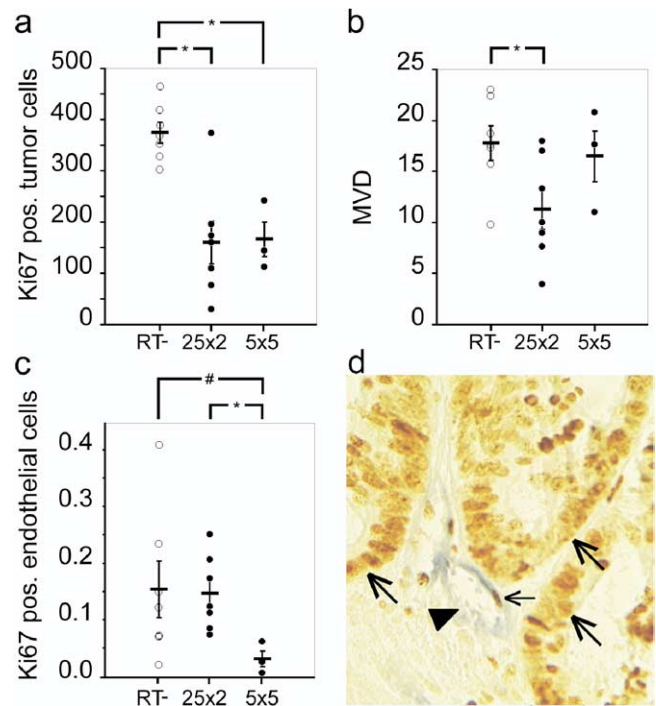 a
*
*
Ki67 pos. tumor cells
500
400
300
200
100
0
RT- 25x2 5x5
b
*
MVD
25
20
15
10
5
0
RT- 25x2 5x5
c
#
*
Ki67 pos. endothelial cells
0.4
0.3
0.2
0.1
0.0
RT- 25x2 5x5
d